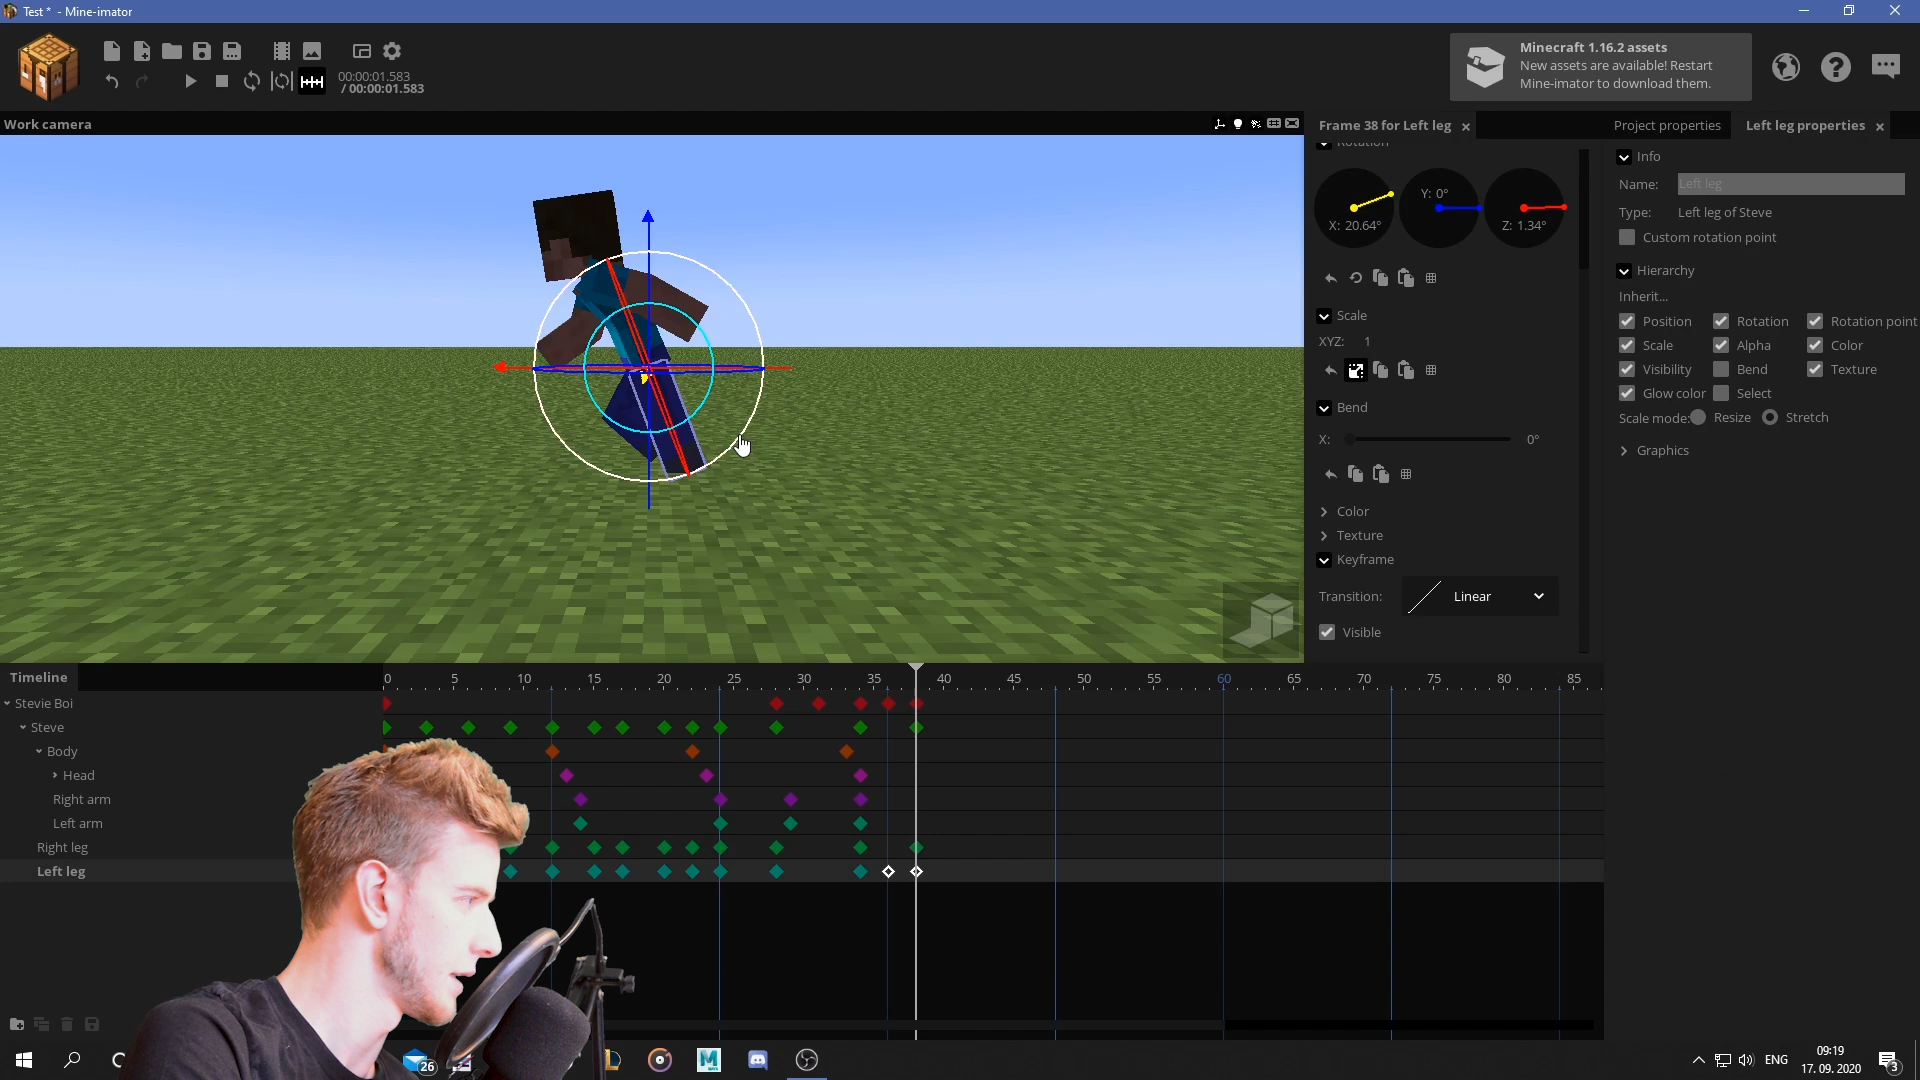 Test * - Mine-imator
00:00:01.583
/ 00:00:01.583
Minecraft 1.16.2 assets
New assets are available! Restart
Mine-imator to download them.
Work camera
Frame 38 for Left leg
Project properties
Left leg properties
Rotation
X: 20.64°
Y: 0°
Z: 1.34°
Scale
XYZ: 1
Bend
X: 0°
Color
Texture
Keyframe
Transition: Linear
Visible
Info
Name: Left leg
Type: Left leg of Steve
Custom rotation point
Hierarchy
Inherit...
Position Rotation Rotation point
Scale Alpha Color
Visibility Bend Texture
Glow color Select
Scale mode: Resize Stretch
Graphics
Timeline
0 5 10 15 20 25 30 35 40 45 50 55 60 65 70 75 80 85
Stevie Boi
Steve
Body
Head
Right arm
Left arm
Right leg
Left leg
26
ENG
09:19
17. 09. 2020
3